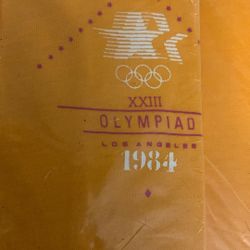 XXIII
OLYMPIAD
LOS ANGELES
1984